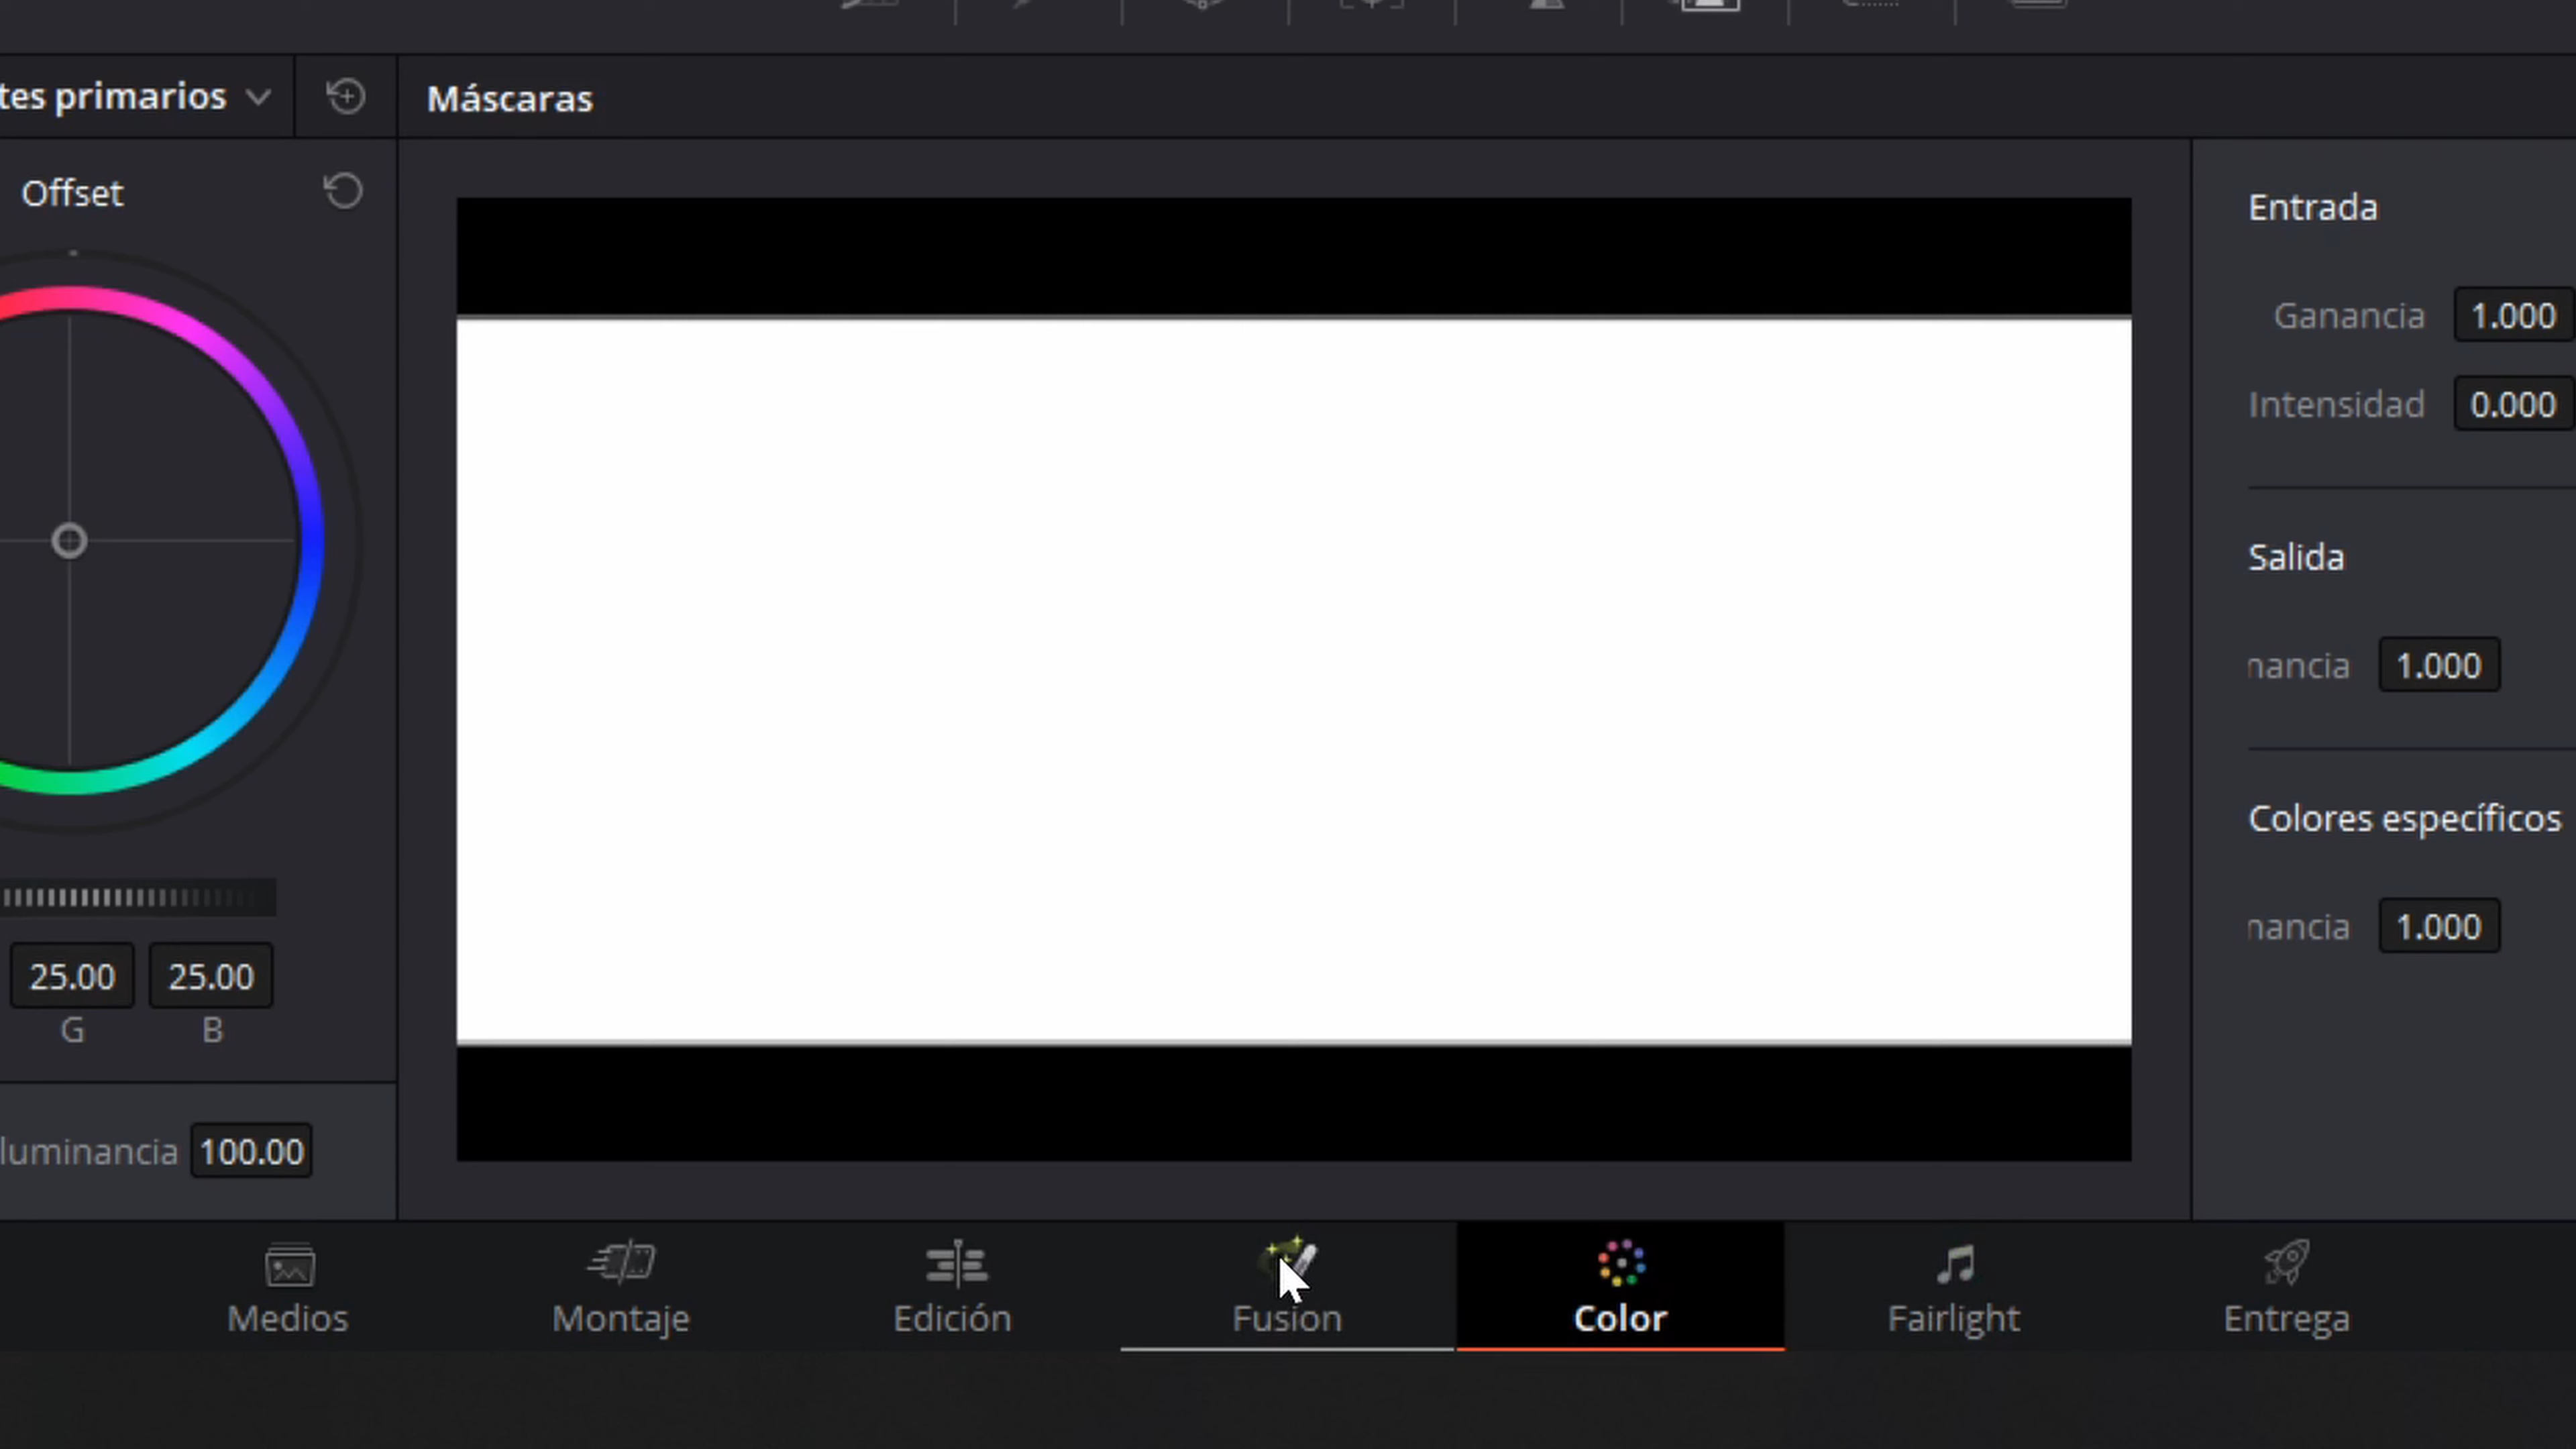 tes primarios
Máscaras
Offset
25.00 25.00
G B
luminancia 100.00
Entrada
Ganancia 1.000
Intensidad 0.000
Salida
nancia 1.000
Colores específicos
nancia 1.000
Medios
Montaje
Edición
Fusion
Color
Fairlight
Entrega